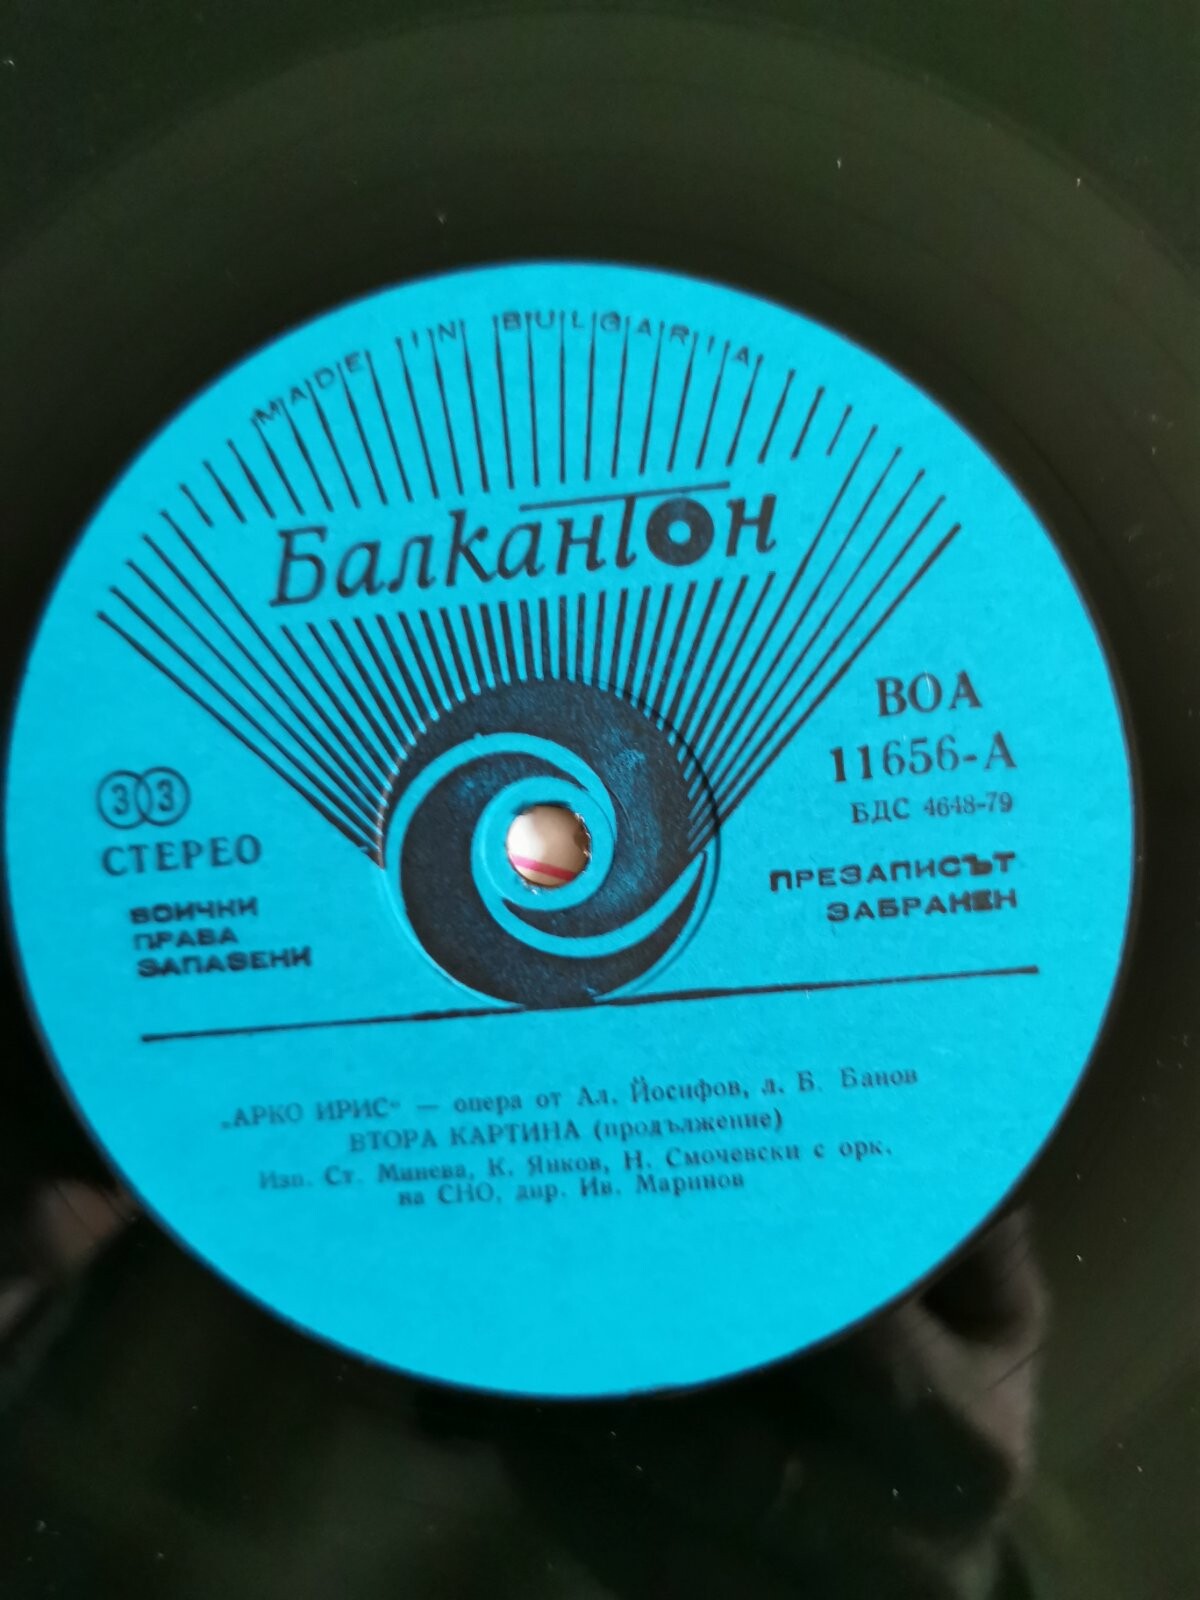 MADE IN BULGARIA
Балкантон
ВОА
11656-А
БДС 4648-79
ПРЕЗАПИСЪТ
ЗАБРАНЕН
33
СТЕРЕО
ВСИЧКИ
ПРАВА
ЗАПАЗЕНИ
„АРКО ИРИС“ — опера от Ал. Йосифов, л. Б. Банов
ВТОРА КАРТИНА (продължение)
Изп. Ст. Минева, К. Янков, Н. Смочевски с орк.
на СНО, дир. Ив. Маринов